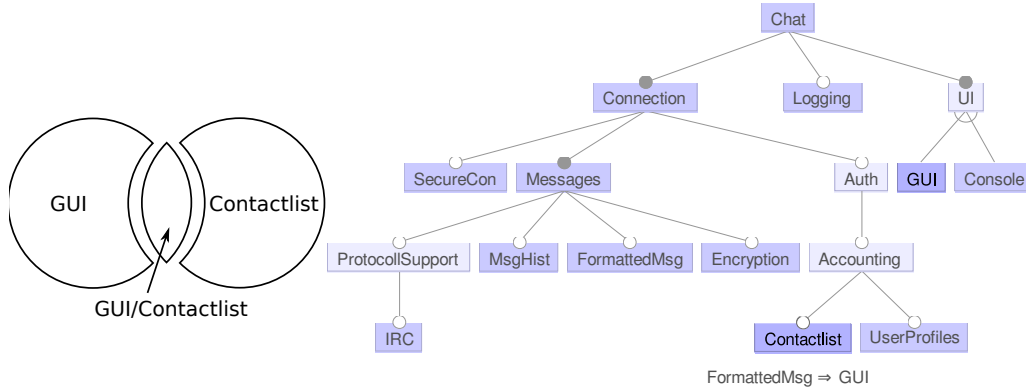 GUI
Contactlist
GUI/Contactlist
Chat
Connection
Logging
UI
SecureCon
Messages
Auth
GUI
Console
ProtocollSupport
MsgHist
FormattedMsg
Encryption
Accounting
IRC
Contactlist
UserProfiles
FormattedMsg ⇒ GUI